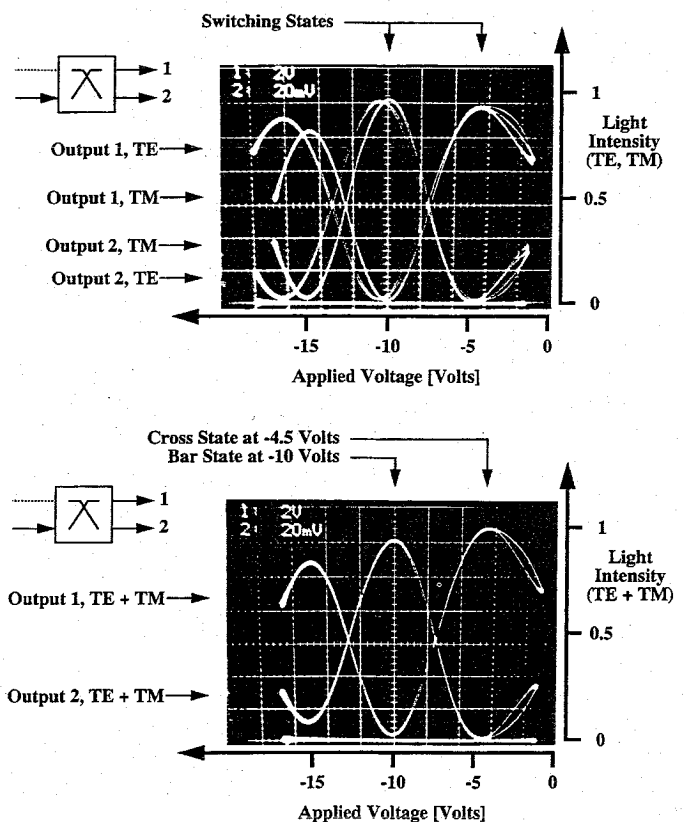 Switching States
1
2
1: 2V
2: 20mV
Output 1, TE
Output 1, TM
Output 2, TM
Output 2, TE
1
Light
Intensity
(TE, TM)
0.5
0
-15
-10
-5
0
Applied Voltage [Volts]
Cross State at -4.5 Volts
Bar State at -10 Volts
1
2
1: 2V
2: 20mV
Output 1, TE + TM
Output 2, TE + TM
1
Light
Intensity
(TE + TM)
0.5
0
-15
-10
-5
0
Applied Voltage [Volts]